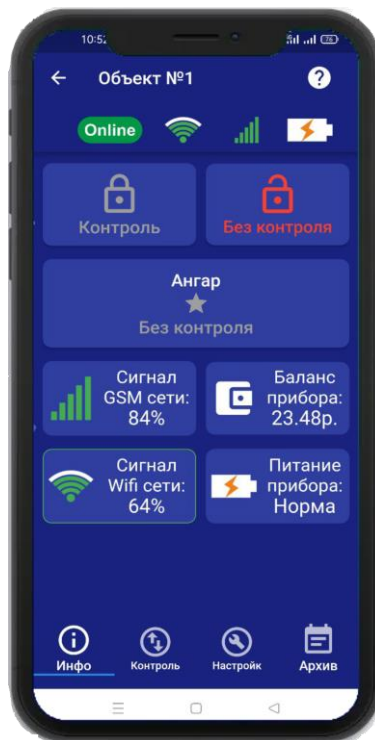 10:52
Объект №1
?
Online
Контроль
Без контроля
Ангар
Без контроля
Сигнал
GSM сети:
84%
Баланс
прибора:
23.48р.
Сигнал
Wifi сети:
64%
Питание
прибора:
Норма
Инфо
Контроль
Настройк
Архив